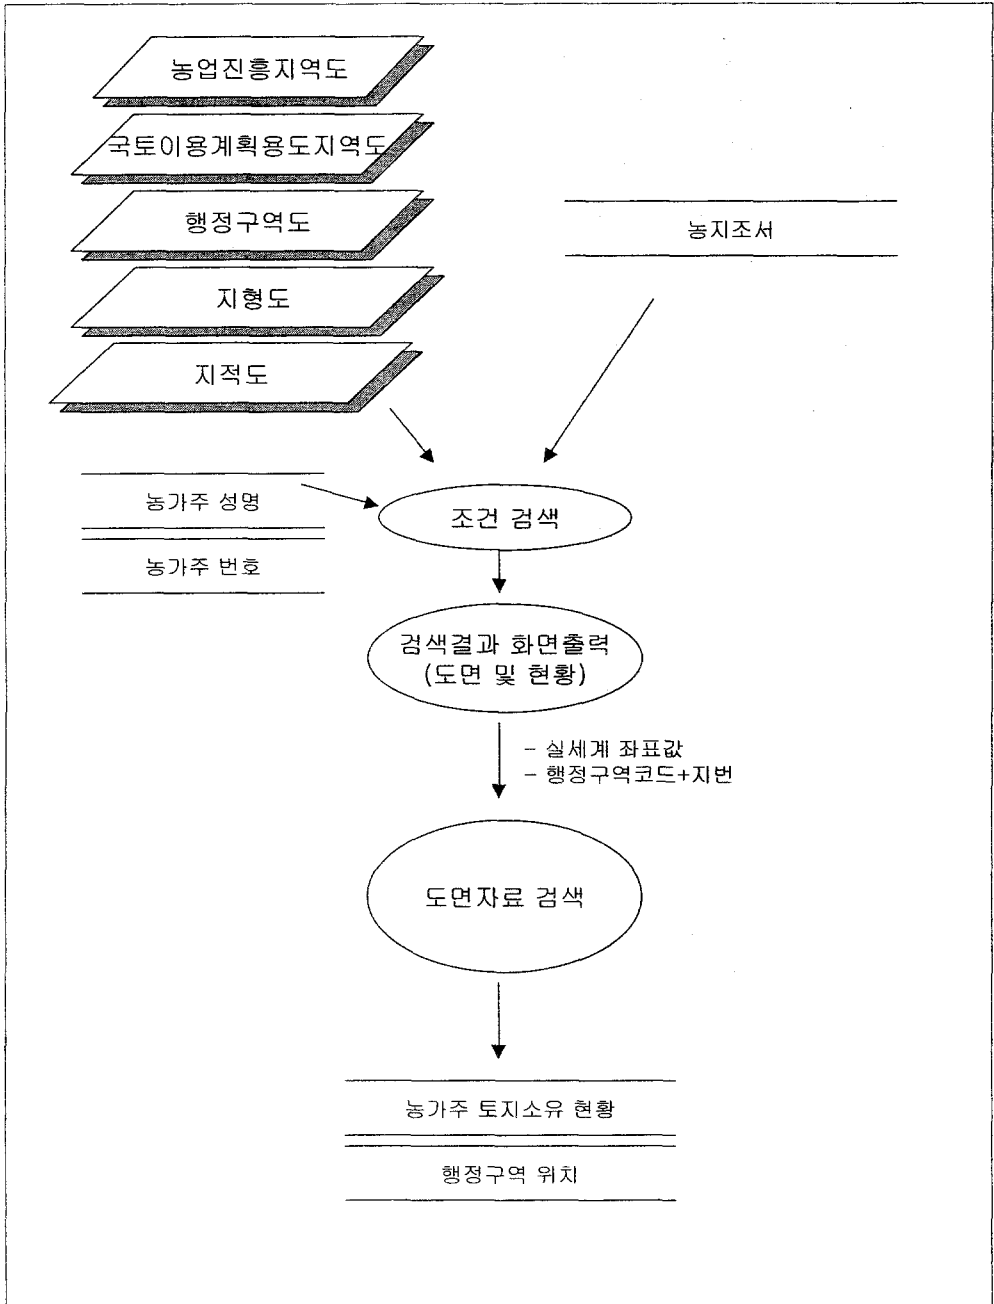 농업진흥지역도
국토이용계획용도지역도
행정구역도
지형도
지적도
농지조서
농가주 성명
농가주 번호
조건 검색
검색결과 화면출력
(도면 및 현황)
- 실세계 좌표값
- 행정구역코드+지번
도면자료 검색
농가주 토지소유 현황
행정구역 위치